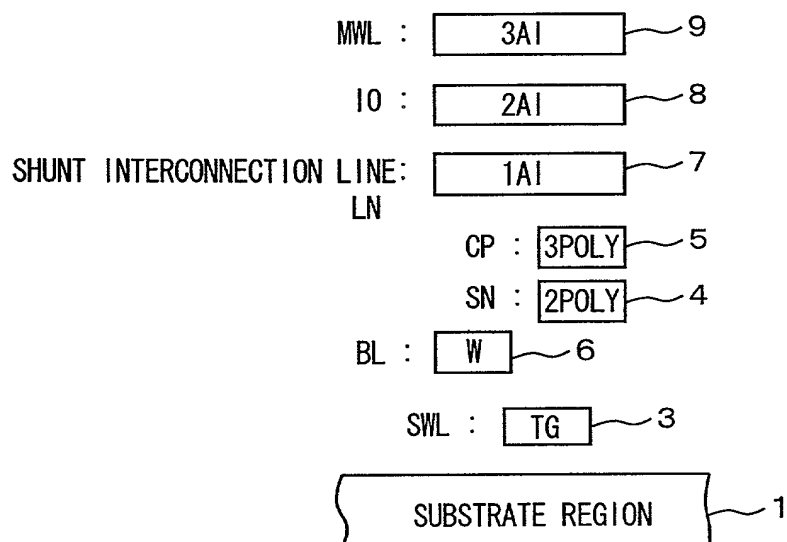 MWL : 3Al 9
IO : 2Al 8
SHUNT INTERCONNECTION LINE: 1Al 7
LN
CP : 3POLY 5
SN : 2POLY 4
BL : W 6
SWL : TG 3
SUBSTRATE REGION 1